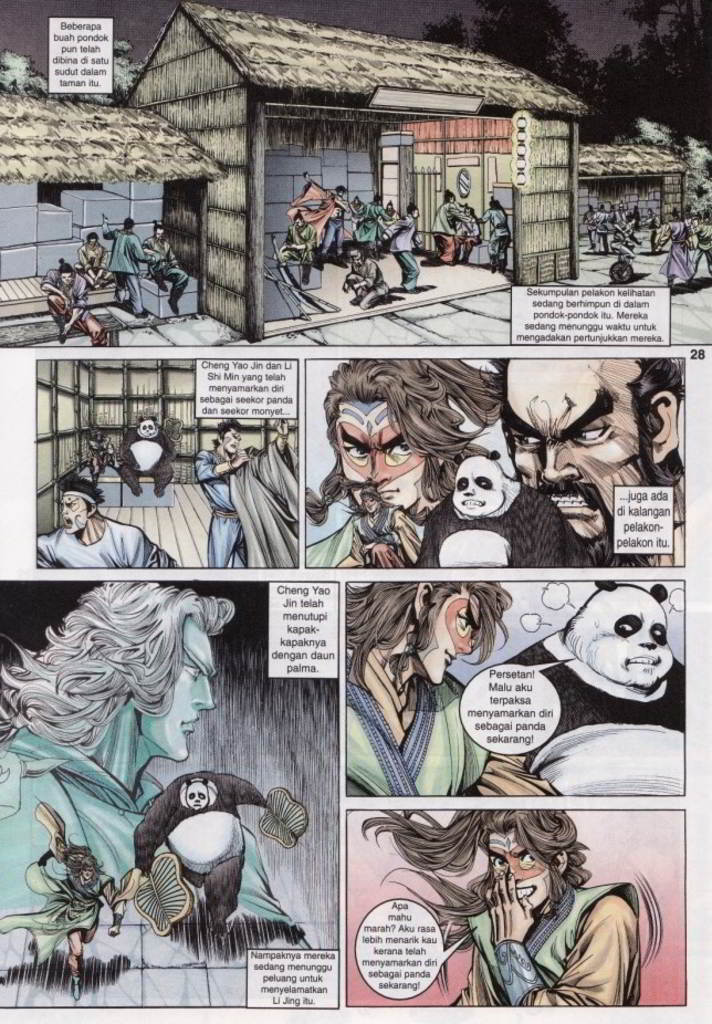 Beberapa
buah pondok
pun telah
dibina di satu
sudut dalam
taman itu.
Sekumpulan pelakon kelihatan
sedang berhimpun di dalam
pondok-pondok itu. Mereka
sedang menunggu waktu untuk
mengadakan pertunjukkan mereka.
28
Cheng Yao Jin dan Li
Shi Min yang telah
menyamarkan diri
sebagai seekor panda
dan seekor monyet...
...juga ada
di kalangan
pelakon-
pelakon itu.
Cheng Yao
Jin telah
menutupi
kapak-
kapaknya
dengan daun
palma.
Nampaknya mereka
sedang menunggu
peluang untuk
menyelamatkan
Li Jing itu.
Persetan!
Malu aku
terpaksa
menyamarkan diri
sebagai panda
sekarang!
Apa
mahu
marah? Aku rasa
lebih menarik kau
kerana telah
menyamarkan diri
sebagai panda
sekarang!